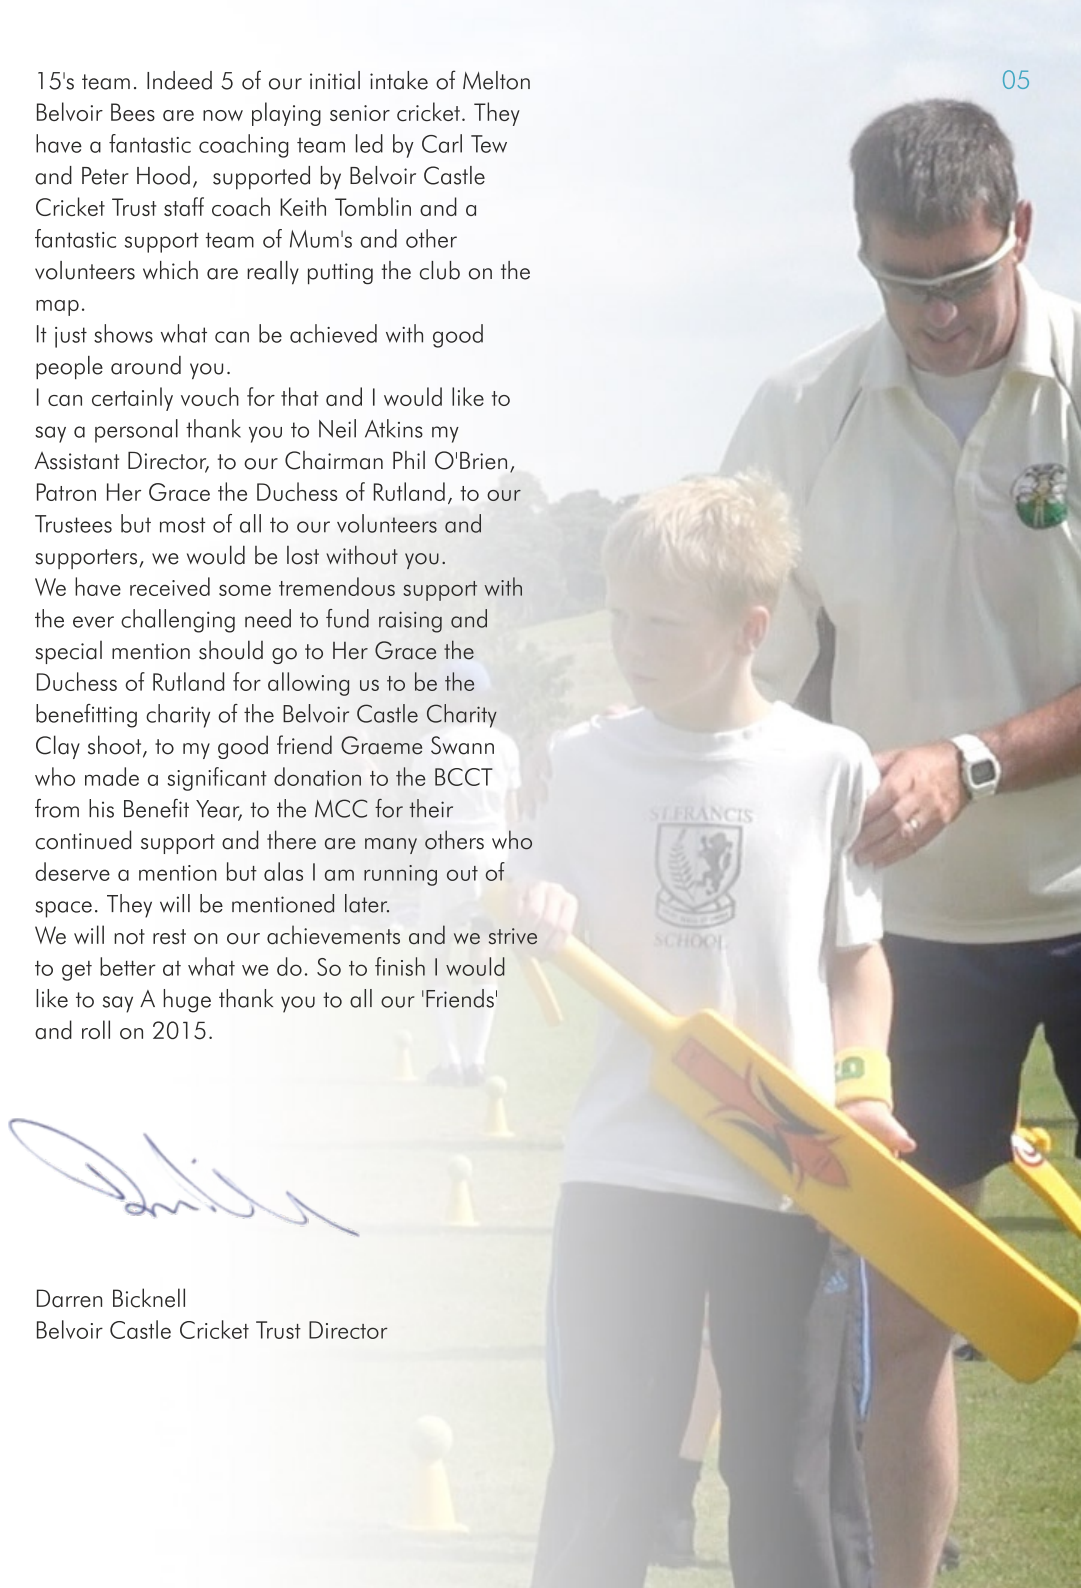 05
15's team. Indeed 5 of our initial intake of Melton
Belvoir Bees are now playing senior cricket. They
have a fantastic coaching team led by Carl Tew
and Peter Hood,  supported by Belvoir Castle
Cricket Trust staff coach Keith Tomblin and a
fantastic support team of Mum's and other
volunteers which are really putting the club on the
map.
It just shows what can be achieved with good
people around you.
I can certainly vouch for that and I would like to
say a personal thank you to Neil Atkins my
Assistant Director, to our Chairman Phil O'Brien,
Patron Her Grace the Duchess of Rutland, to our
Trustees but most of all to our volunteers and
supporters, we would be lost without you.
We have received some tremendous support with
the ever challenging need to fund raising and
special mention should go to Her Grace the
Duchess of Rutland for allowing us to be the
benefitting charity of the Belvoir Castle Charity
Clay shoot, to my good friend Graeme Swann
who made a significant donation to the BCCT
from his Benefit Year, to the MCC for their
continued support and there are many others who
deserve a mention but alas I am running out of
space. They will be mentioned later.
We will not rest on our achievements and we strive
to get better at what we do. So to finish I would
like to say A huge thank you to all our 'Friends'
and roll on 2015.
Darren Bicknell
Belvoir Castle Cricket Trust Director
ST.FRANCIS
SCHOOL